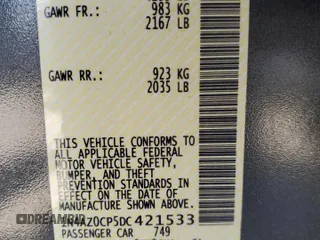 GAWR FR.: 983 KG
2167 LB
GAWR RR.: 923 KG
2035 LB
THIS VEHICLE CONFORMS TO
ALL APPLICABLE FEDERAL
MOTOR VEHICLE SAFETY,
BUMPER, AND THEFT
PREVENTION STANDARDS IN
EFFECT ON THE DATE OF
MANUFACTURE SHOWN ABOVE.
1N4AZ0CP5DC421533
PASSENGER CAR 749
DREAMBID